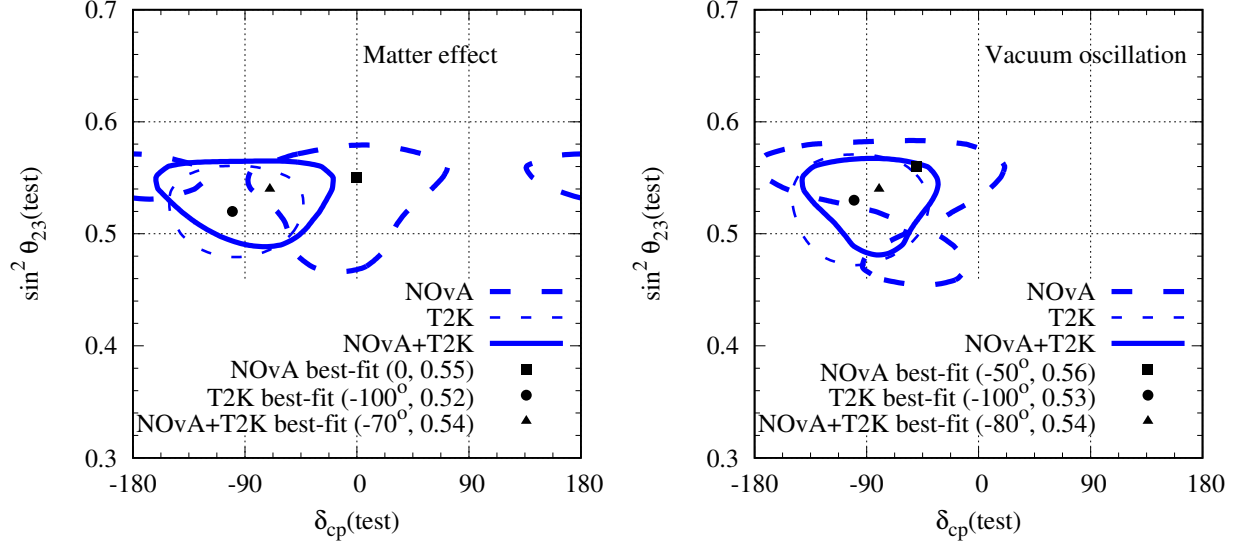 0.7
0.6
0.5
0.4
0.3
-180
-90
0
90
180
sin² θ₂₃(test)
δcp(test)
Matter effect
NOvA
T2K
NOvA+T2K
NOvA best-fit (0, 0.55)
T2K best-fit (-100°, 0.52)
NOvA+T2K best-fit (-70°, 0.54)
0.7
0.6
0.5
0.4
0.3
-180
-90
0
90
180
sin² θ₂₃(test)
δcp(test)
Vacuum oscillation
NOvA
T2K
NOvA+T2K
NOvA best-fit (-50°, 0.56)
T2K best-fit (-100°, 0.53)
NOvA+T2K best-fit (-80°, 0.54)